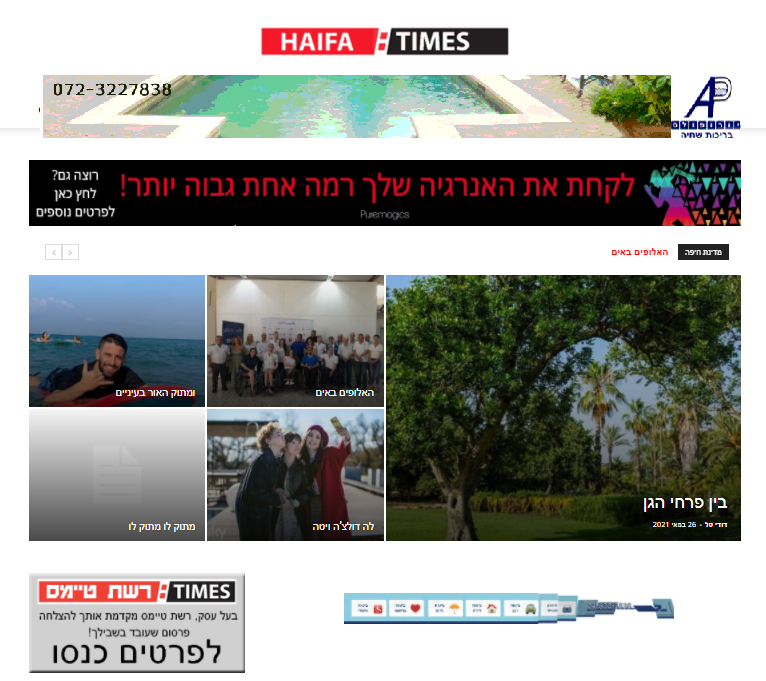 HAIFA TIMES
072-3227838
בריכות שחיה
לקחת את האנרגיה שלך רמה אחת גבוה יותר!
רוצה גם?
לחץ כאן
לפרטים נוספים
Puremagics
מדינת חיפה
האלופים באים
ומתוק האור בעיניים
האלופים באים
בין פרחי הגן
דודי טל - 26 במאי 2021
מתוק לו מתוק לו
לה דולצ'ה ויטה
רשת טיימס TIMES
בעל עסק, רשת טיימס מקדמת אותך להצלחה
פרסום שעובד בשבילך!
לפרטים כנסו